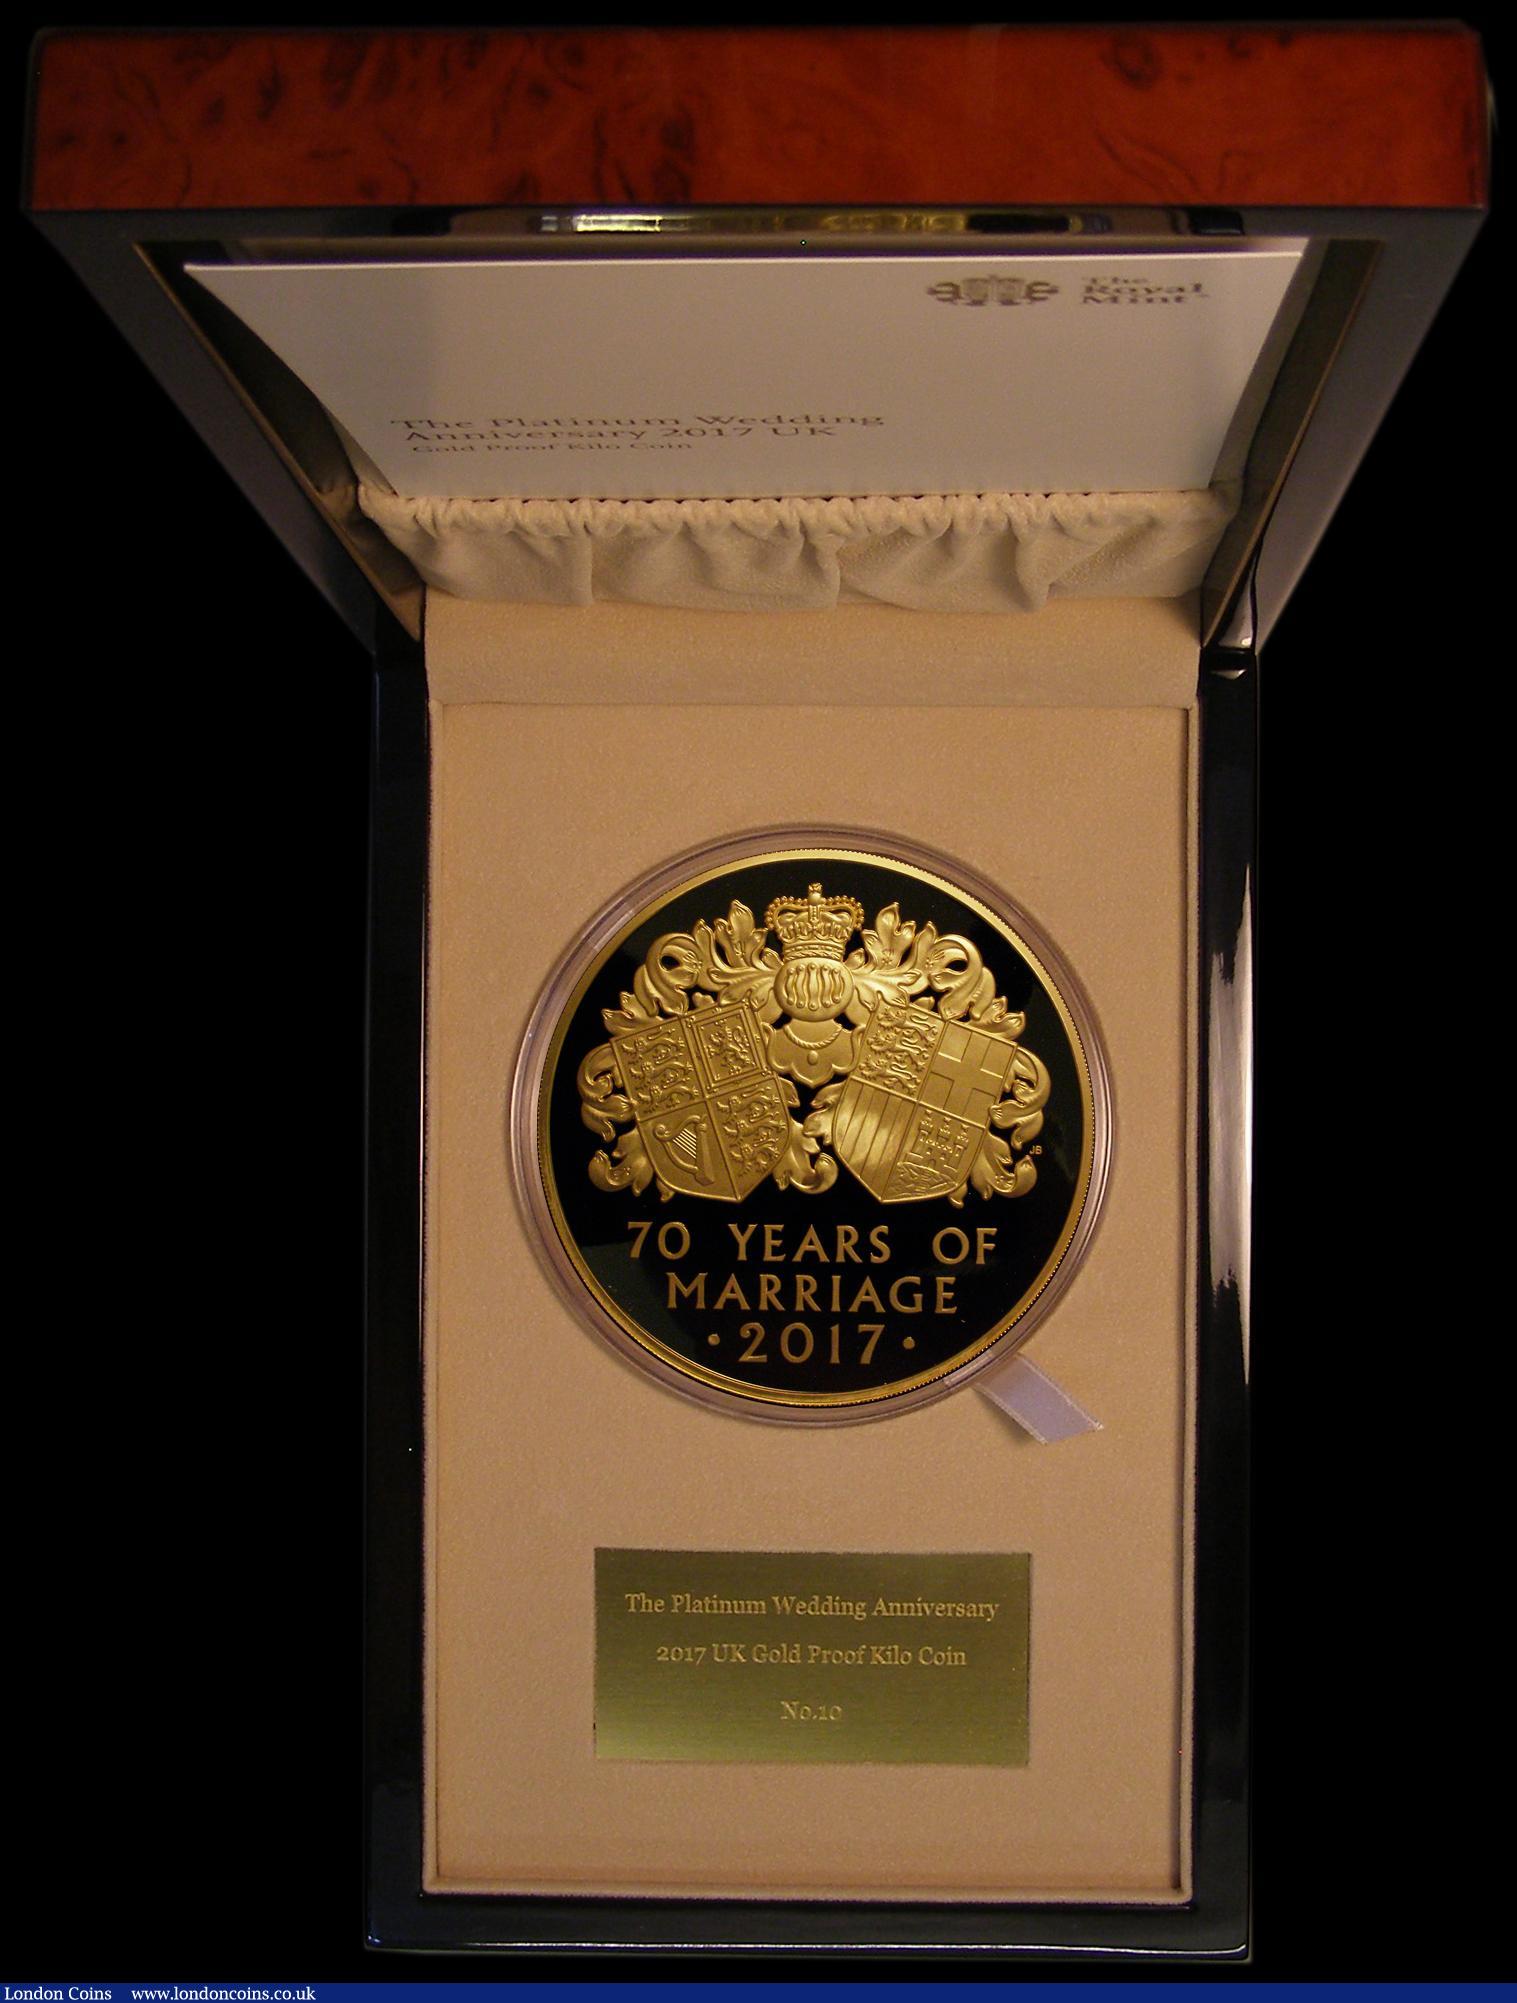 The
Royal
Mint
The Platinum Wedding
Anniversary 2017 UK
Gold Proof Kilo Coin
JB
70 YEARS OF
MARRIAGE
· 2017 ·
The Platinum Wedding Anniversary
2017 UK Gold Proof Kilo Coin
No.10
London Coins www.londoncoins.co.uk